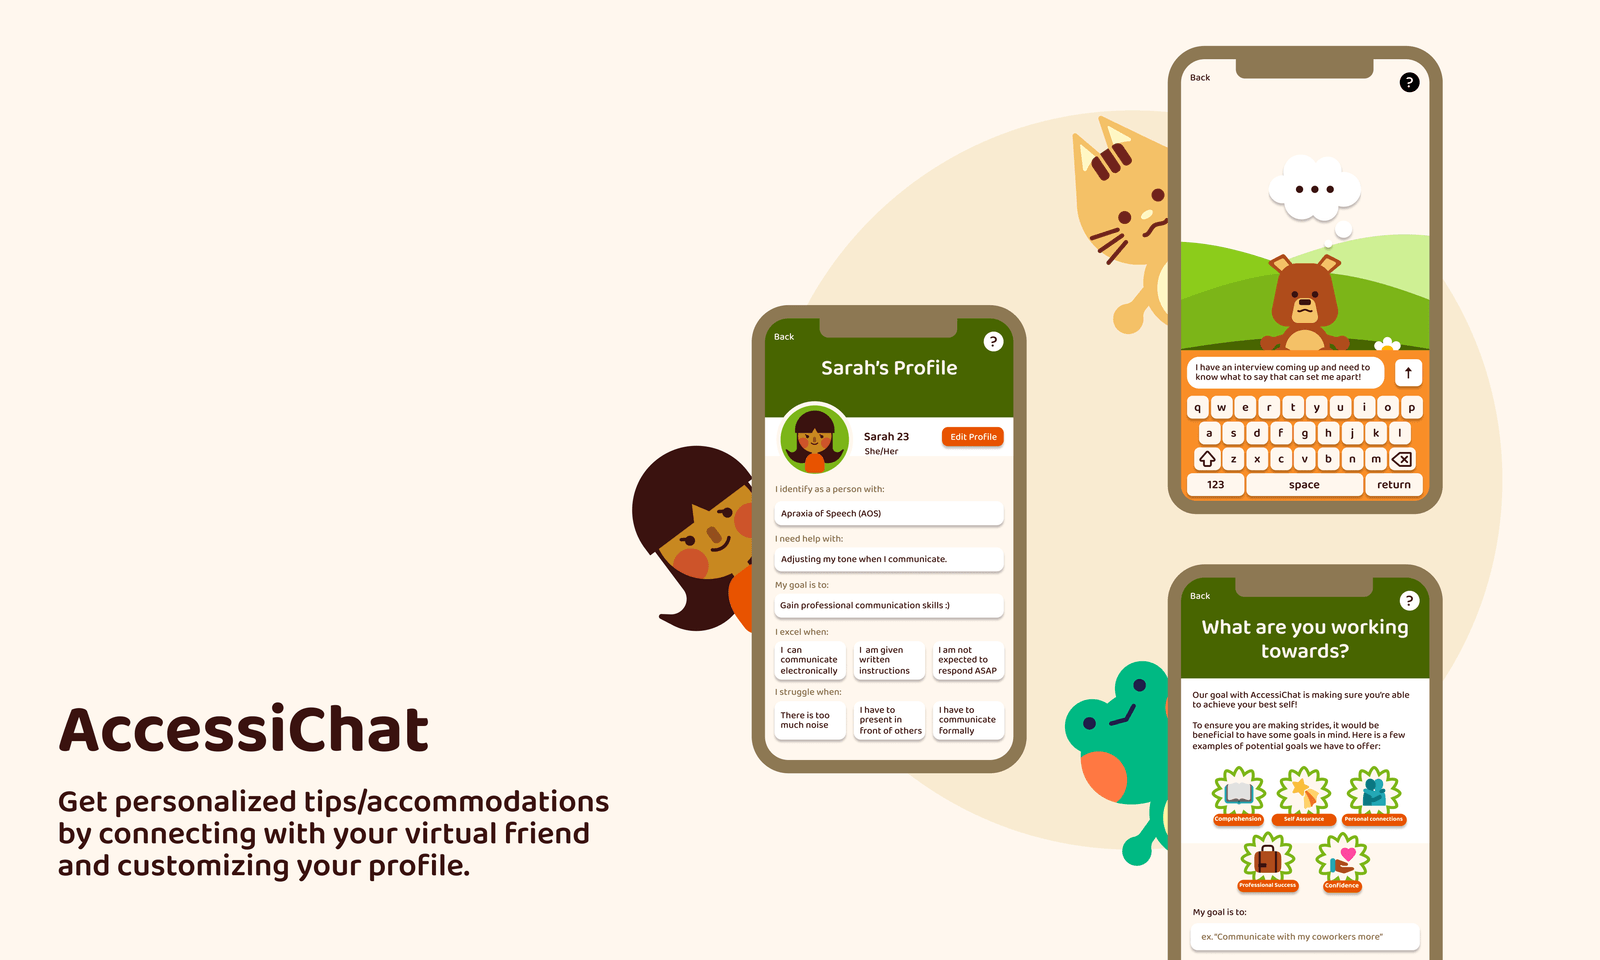 AccessiChat
Get personalized tips/accommodations
by connecting with your virtual friend
and customizing your profile.
Back
?
Sarah's Profile
Sarah 23
She/Her
Edit Profile
I identify as a person with:
Apraxia of Speech (AOS)
I need help with:
Adjusting my tone when I communicate.
My goal is to:
Gain professional communication skills :)
I excel when:
I can
communicate
electronically
I am given
written
instructions
I am not
expected to
respond ASAP
I struggle when:
There is too
much noise
I have to
present in
front of others
I have to
communicate
formally
Back
?
I have an interview coming up and need to
know what to say that can set me apart!
q w e r t y u i o p
a s d f g h j k l
z x c v b n m
123 space return
Back
?
What are you working
towards?
Our goal with AccessiChat is making sure you're able
to achieve your best self!
To ensure you are making strides, it would be
beneficial to have some goals in mind. Here is a few
examples of potential goals we have to offer:
Comprehension
Self Assurance
Personal connections
Professional Success
Confidence
My goal is to:
ex. "Communicate with my coworkers more"